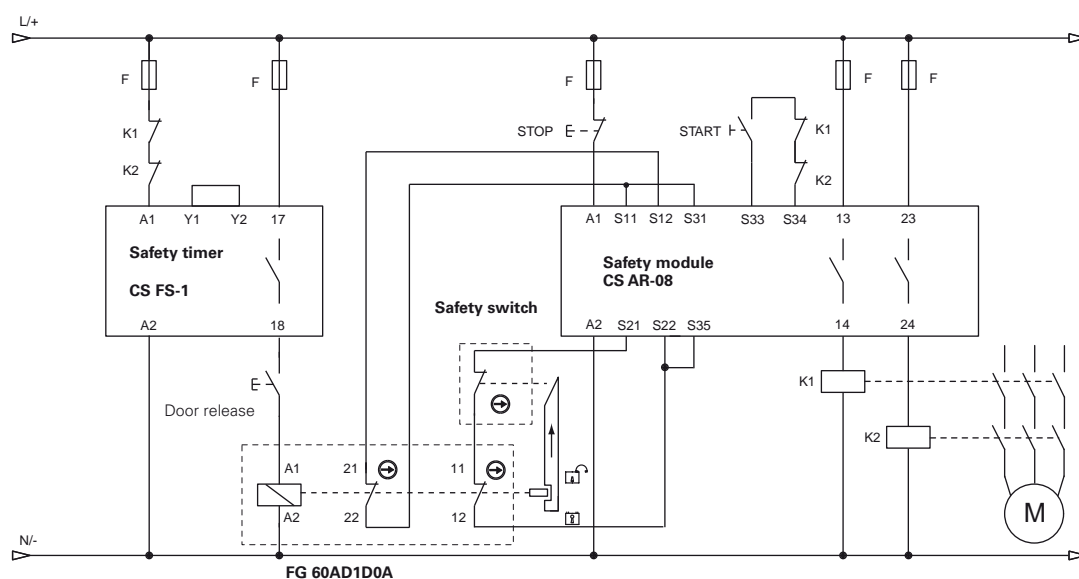 L/+
F
F
F
F
F
K1
K2
STOP
START
K1
K2
A1
Y1
Y2
17
A1
S11
S12
S31
S33
S34
13
23
Safety timer
CS FS-1
Safety module
CS AR-08
A2
18
Safety switch
A2
S21
S22
S35
14
24
K1
Door release
K2
A1
21
11
A2
22
12
M
N/-
FG 60AD1D0A